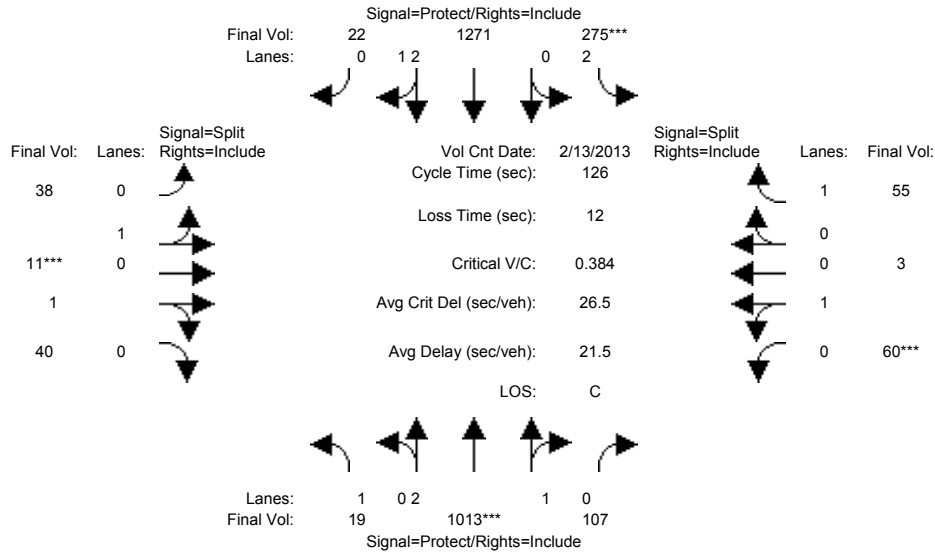 Signal=Protect/Rights=Include
Final Vol: 22 1271 275***
Lanes: 0 1 2 0 2
Signal=Split Signal=Split
Final Vol: Lanes: Rights=Include Vol Cnt Date: 2/13/2013 Rights=Include Lanes: Final Vol:
Cycle Time (sec): 126
38 0 1 55
Loss Time (sec): 12
1 0
11*** 0 Critical V/C: 0.384 0 3
1 Avg Crit Del (sec/veh): 26.5 1
40 0 Avg Delay (sec/veh): 21.5 0 60***
LOS: C
Lanes: 1 0 2 1 0
Final Vol: 19 1013*** 107
Signal=Protect/Rights=Include